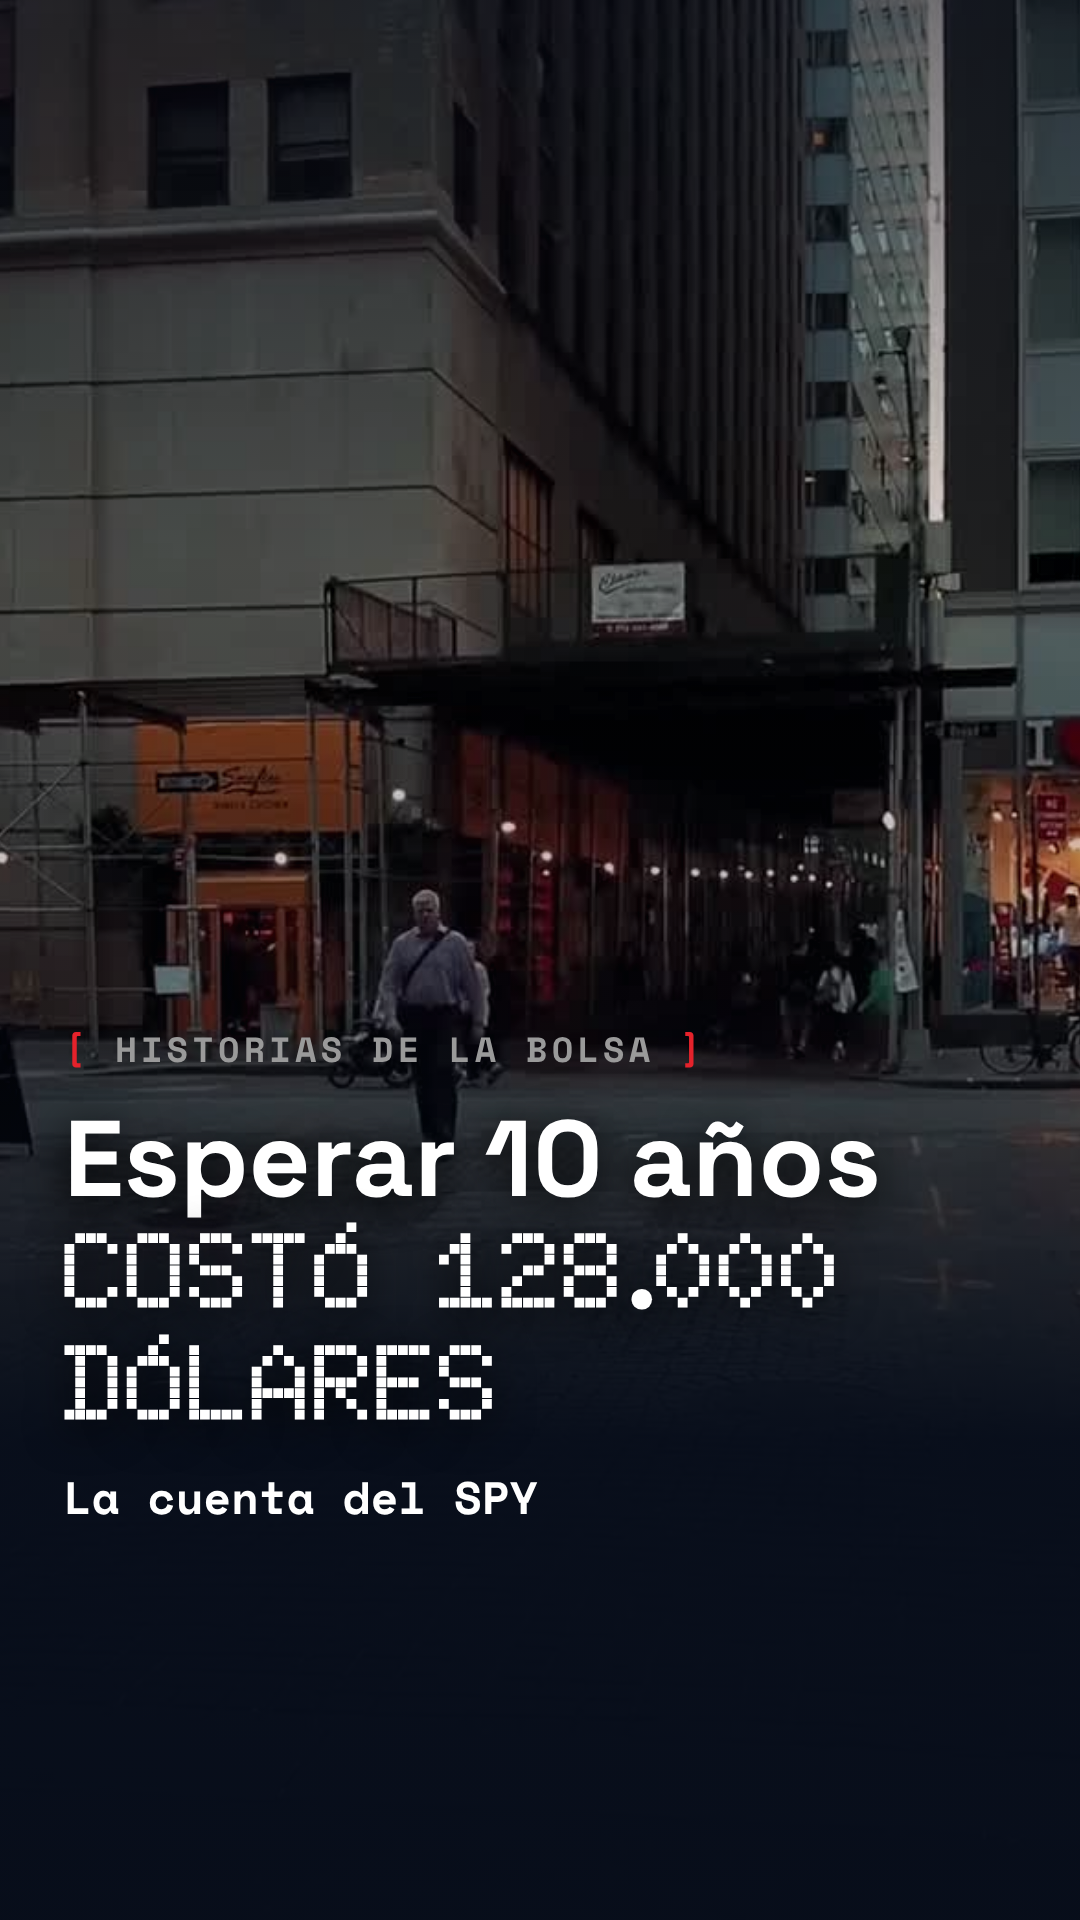 [ HISTORIAS DE LA BOLSA ]
Esperar 10 años
COSTÓ 128.000
DÓLARES
La cuenta del SPY